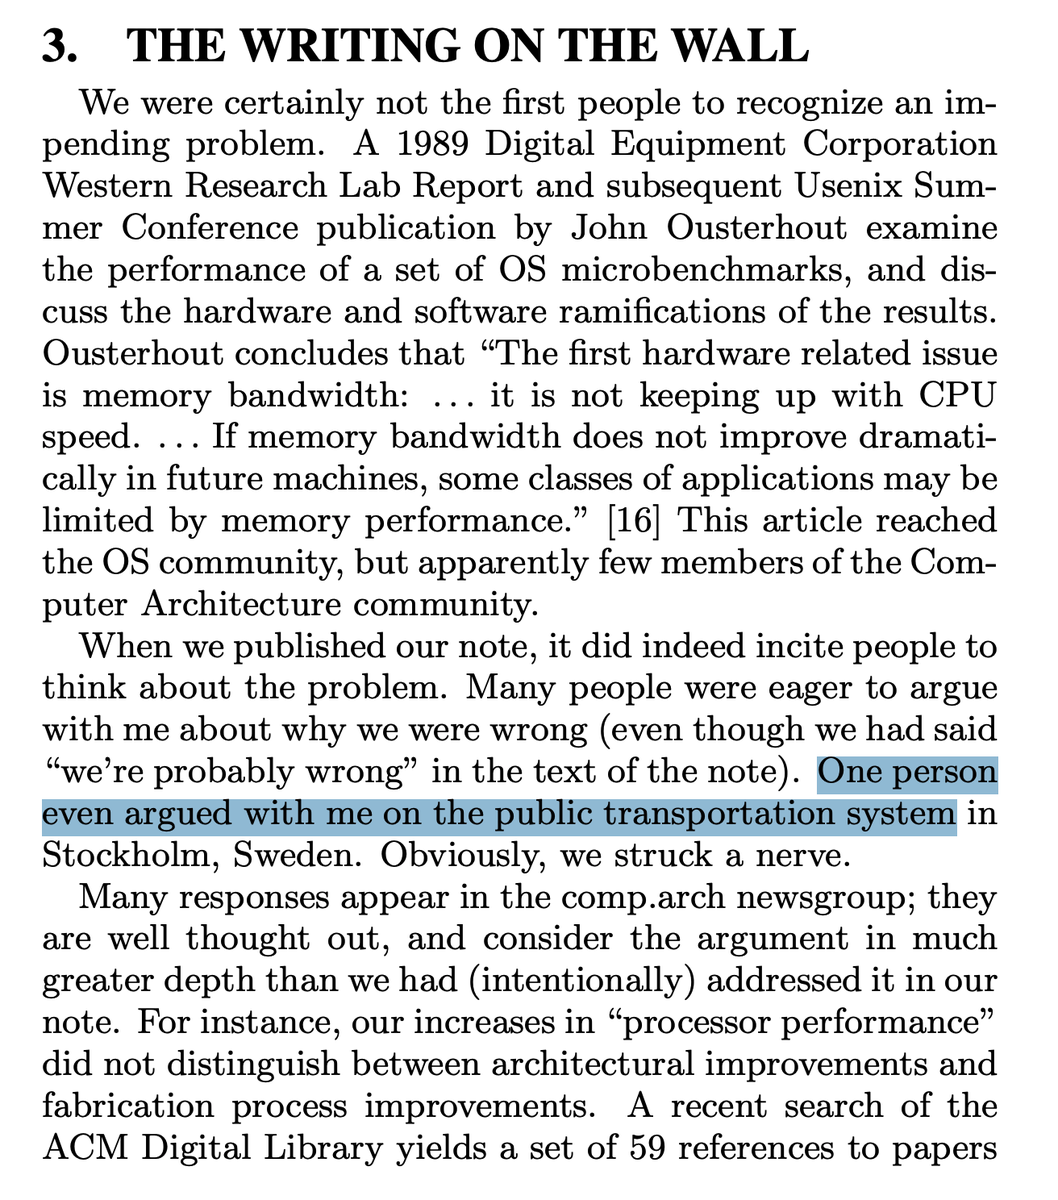 3. THE WRITING ON THE WALL
We were certainly not the first people to recognize an im-
pending problem. A 1989 Digital Equipment Corporation
Western Research Lab Report and subsequent Usenix Sum-
mer Conference publication by John Ousterhout examine
the performance of a set of OS microbenchmarks, and dis-
cuss the hardware and software ramifications of the results.
Ousterhout concludes that “The first hardware related issue
is memory bandwidth: ... it is not keeping up with CPU
speed. ... If memory bandwidth does not improve dramati-
cally in future machines, some classes of applications may be
limited by memory performance.” [16] This article reached
the OS community, but apparently few members of the Com-
puter Architecture community.
When we published our note, it did indeed incite people to
think about the problem. Many people were eager to argue
with me about why we were wrong (even though we had said
“we’re probably wrong” in the text of the note). One person
even argued with me on the public transportation system in
Stockholm, Sweden. Obviously, we struck a nerve.
Many responses appear in the comp.arch newsgroup; they
are well thought out, and consider the argument in much
greater depth than we had (intentionally) addressed it in our
note. For instance, our increases in “processor performance”
did not distinguish between architectural improvements and
fabrication process improvements. A recent search of the
ACM Digital Library yields a set of 59 references to papers